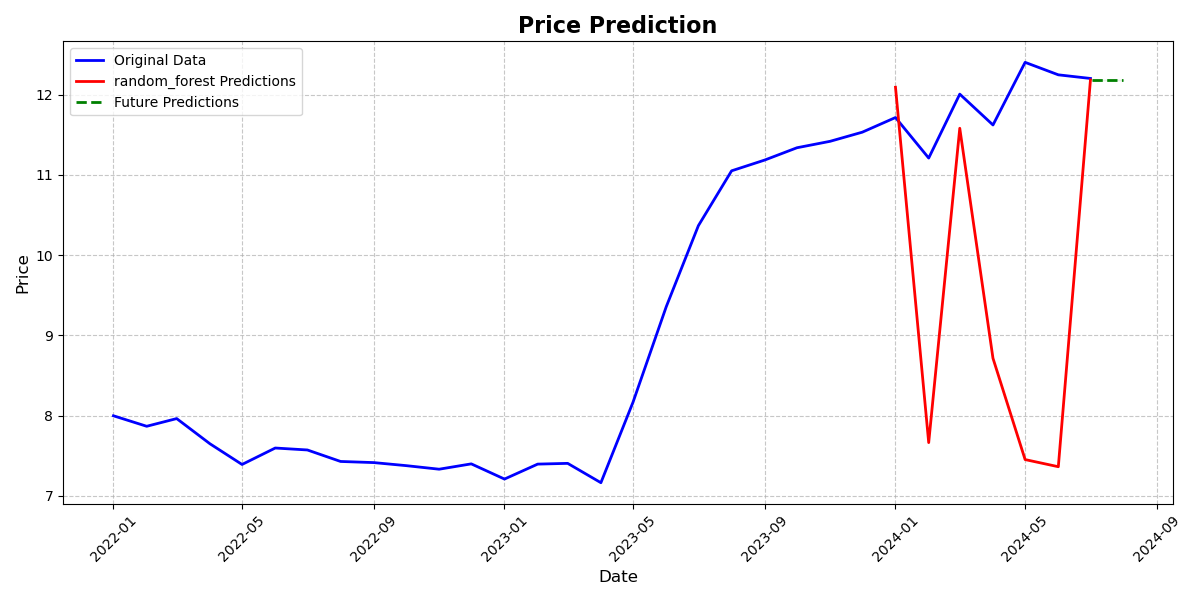 Price Prediction
Original Data
random_forest Predictions
Future Predictions
Price
12
11
10
9
8
7
2022-01
2022-05
2022-09
2023-01
2023-05
2023-09
2024-01
2024-05
2024-09
Date